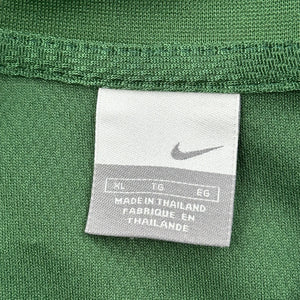 XL TG EG
MADE IN THAILAND
FABRIQUE EN
THAILANDE